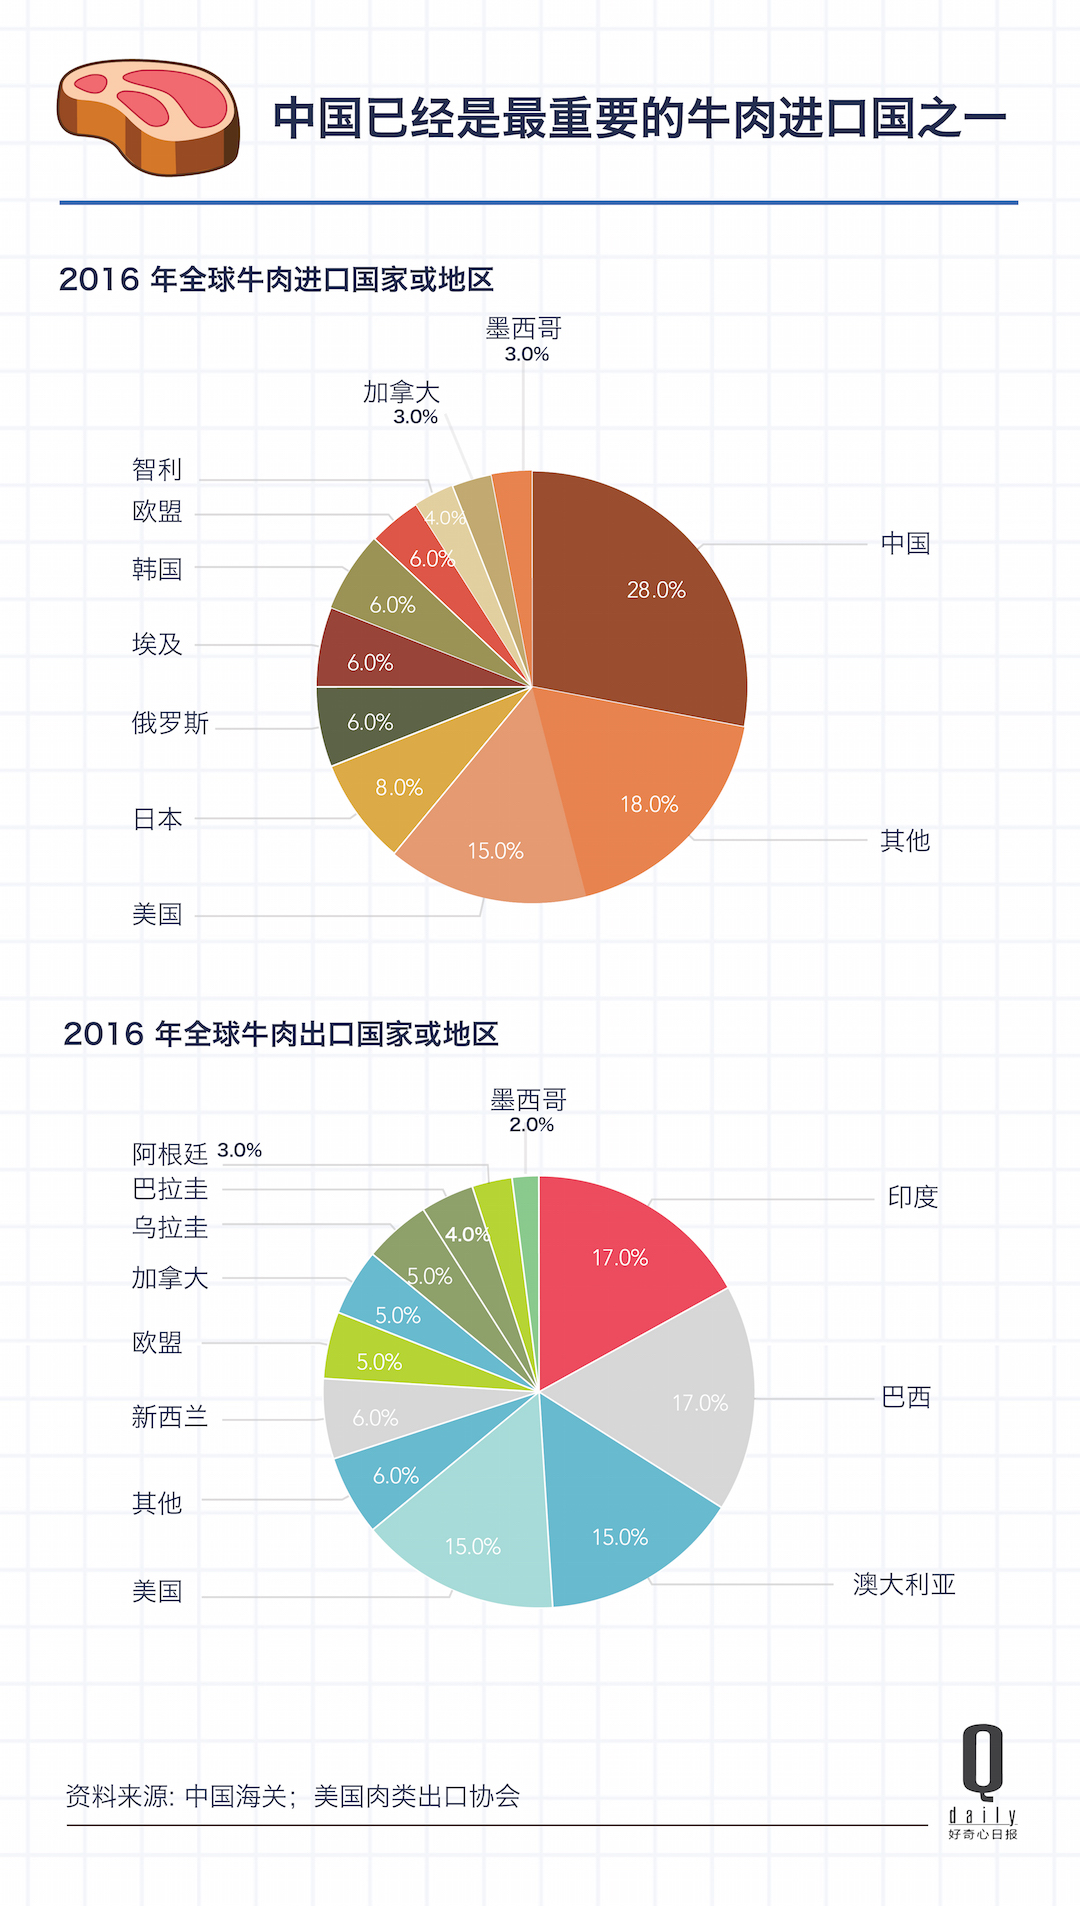 中国已经是最重要的牛肉进口国之一
2016 年全球牛肉进口国家或地区
墨西哥
3.0%
加拿大
3.0%
智利
4.0%
欧盟
6.0%
韩国
6.0%
埃及
6.0%
俄罗斯
6.0%
日本
8.0%
美国
15.0%
中国
28.0%
其他
18.0%
2016 年全球牛肉出口国家或地区
墨西哥
2.0%
阿根廷 3.0%
巴拉圭
4.0%
乌拉圭
5.0%
加拿大
5.0%
欧盟
5.0%
新西兰
6.0%
其他
6.0%
美国
15.0%
印度
17.0%
巴西
17.0%
澳大利亚
15.0%
资料来源: 中国海关；美国肉类出口协会
Q
daily
好奇心日报